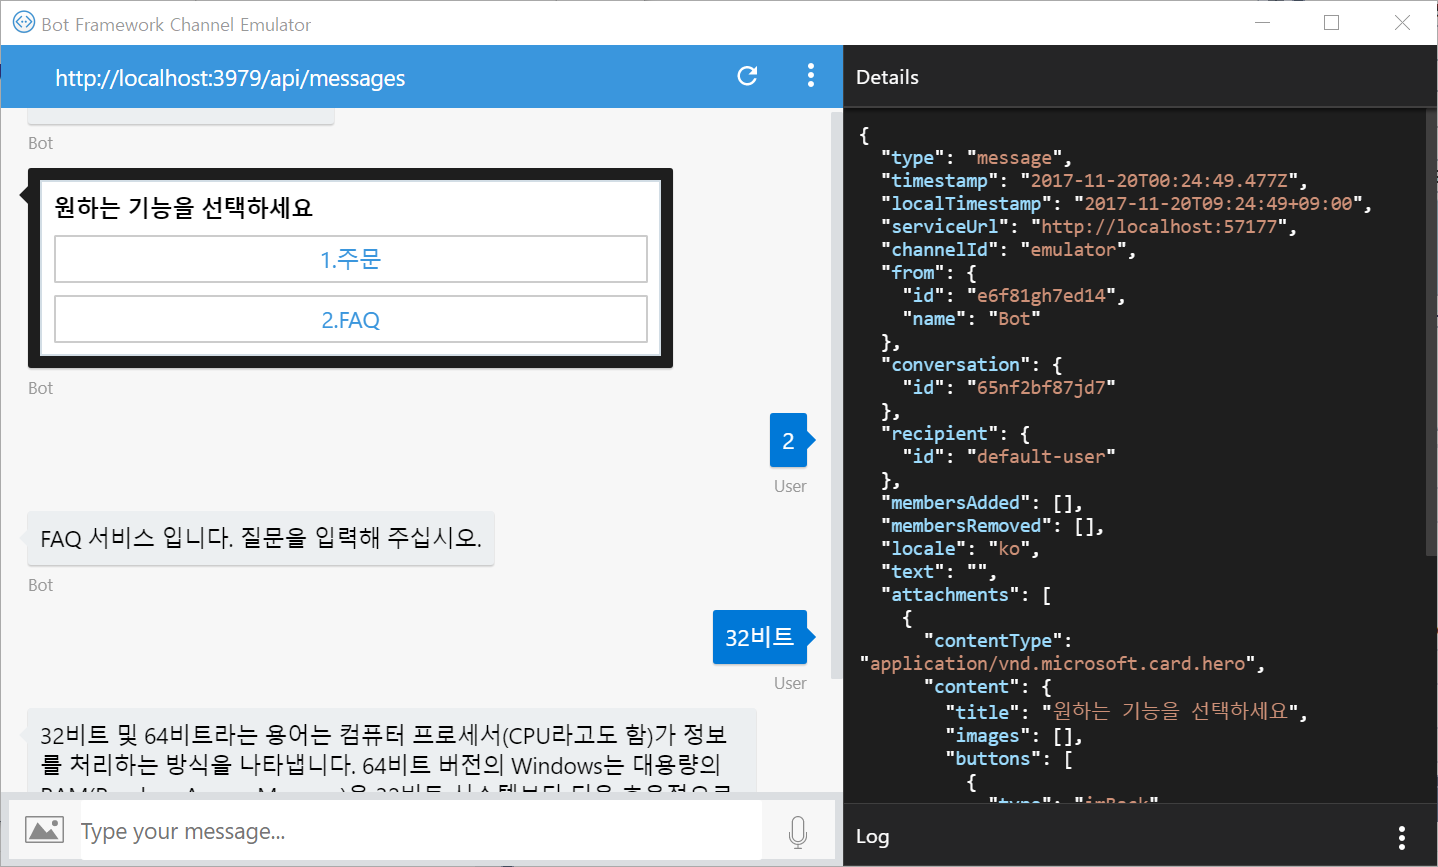 Bot Framework Channel Emulator
http://localhost:3979/api/messages
Bot
원하는 기능을 선택하세요
1.주문
2.FAQ
Bot
2
User
FAQ 서비스 입니다. 질문을 입력해 주십시오.
Bot
32비트
User
32비트 및 64비트라는 용어는 컴퓨터 프로세서(CPU라고도 함)가 정보
를 처리하는 방식을 나타냅니다. 64비트 버전의 Windows는 대용량의
Type your message...
Details
{
"type": "message",
"timestamp": "2017-11-20T00:24:49.477Z",
"localTimestamp": "2017-11-20T09:24:49+09:00",
"serviceUrl": "http://localhost:57177",
"channelId": "emulator",
"from": {
"id": "e6f81gh7ed14",
"name": "Bot"
},
"conversation": {
"id": "65nf2bf87jd7"
},
"recipient": {
"id": "default-user"
},
"membersAdded": [],
"membersRemoved": [],
"locale": "ko",
"text": "",
"attachments": [
{
"contentType":
"application/vnd.microsoft.card.hero",
"content": {
"title": "원하는 기능을 선택하세요",
"images": [],
"buttons": [
{
"type": "imBack"
Log